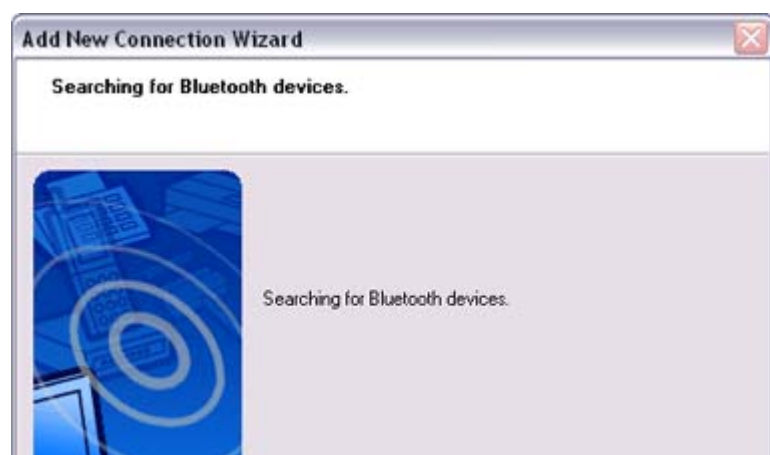 Add New Connection Wizard
Searching for Bluetooth devices.
Searching for Bluetooth devices.